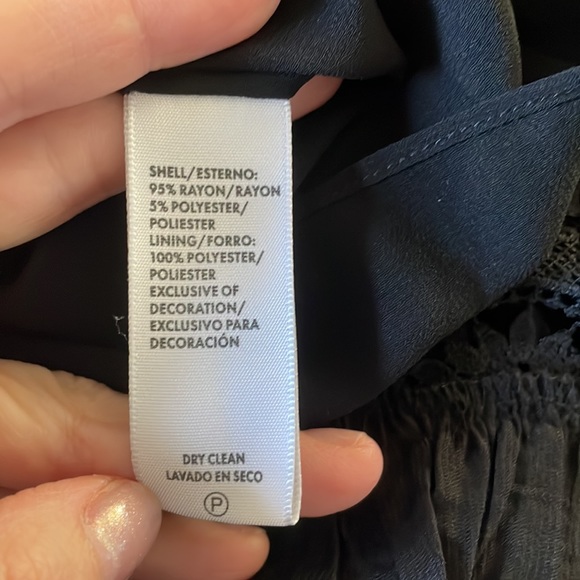 SHELL/ESTERNO:
95% RAYON/RAYON
5% POLYESTER/
POLIESTER
LINING/FORRO:
100% POLYESTER/
POLIESTER
EXCLUSIVE OF
DECORATION/
EXCLUSIVO PARA
DECORACIÓN
DRY CLEAN
LAVADO EN SECO
P